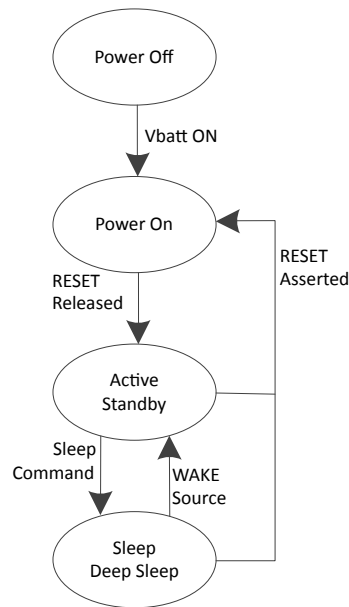 Power Off
Vbatt ON
Power On
RESET
Released
RESET
Asserted
Active
Standby
Sleep
Command
WAKE
Source
Sleep
Deep Sleep